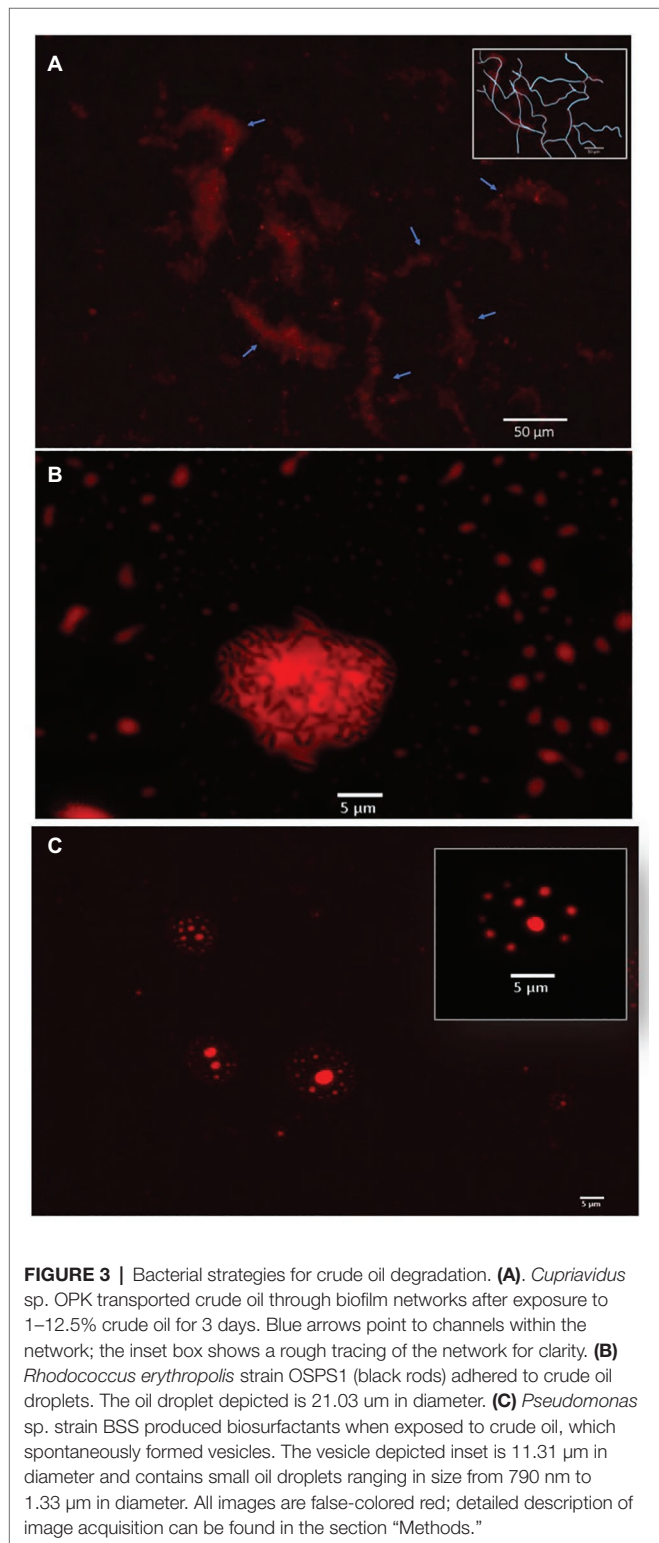 A
50 μm
50 μm
B
5 μm
C
5 μm
5 μm
FIGURE 3 | Bacterial strategies for crude oil degradation. (A). Cupriavidus
sp. OPK transported crude oil through biofilm networks after exposure to
1–12.5% crude oil for 3 days. Blue arrows point to channels within the
network; the inset box shows a rough tracing of the network for clarity. (B)
Rhodococcus erythropolis strain OSPS1 (black rods) adhered to crude oil
droplets. The oil droplet depicted is 21.03 um in diameter. (C) Pseudomonas
sp. strain BSS produced biosurfactants when exposed to crude oil, which
spontaneously formed vesicles. The vesicle depicted inset is 11.31 μm in
diameter and contains small oil droplets ranging in size from 790 nm to
1.33 μm in diameter. All images are false-colored red; detailed description of
image acquisition can be found in the section “Methods.”